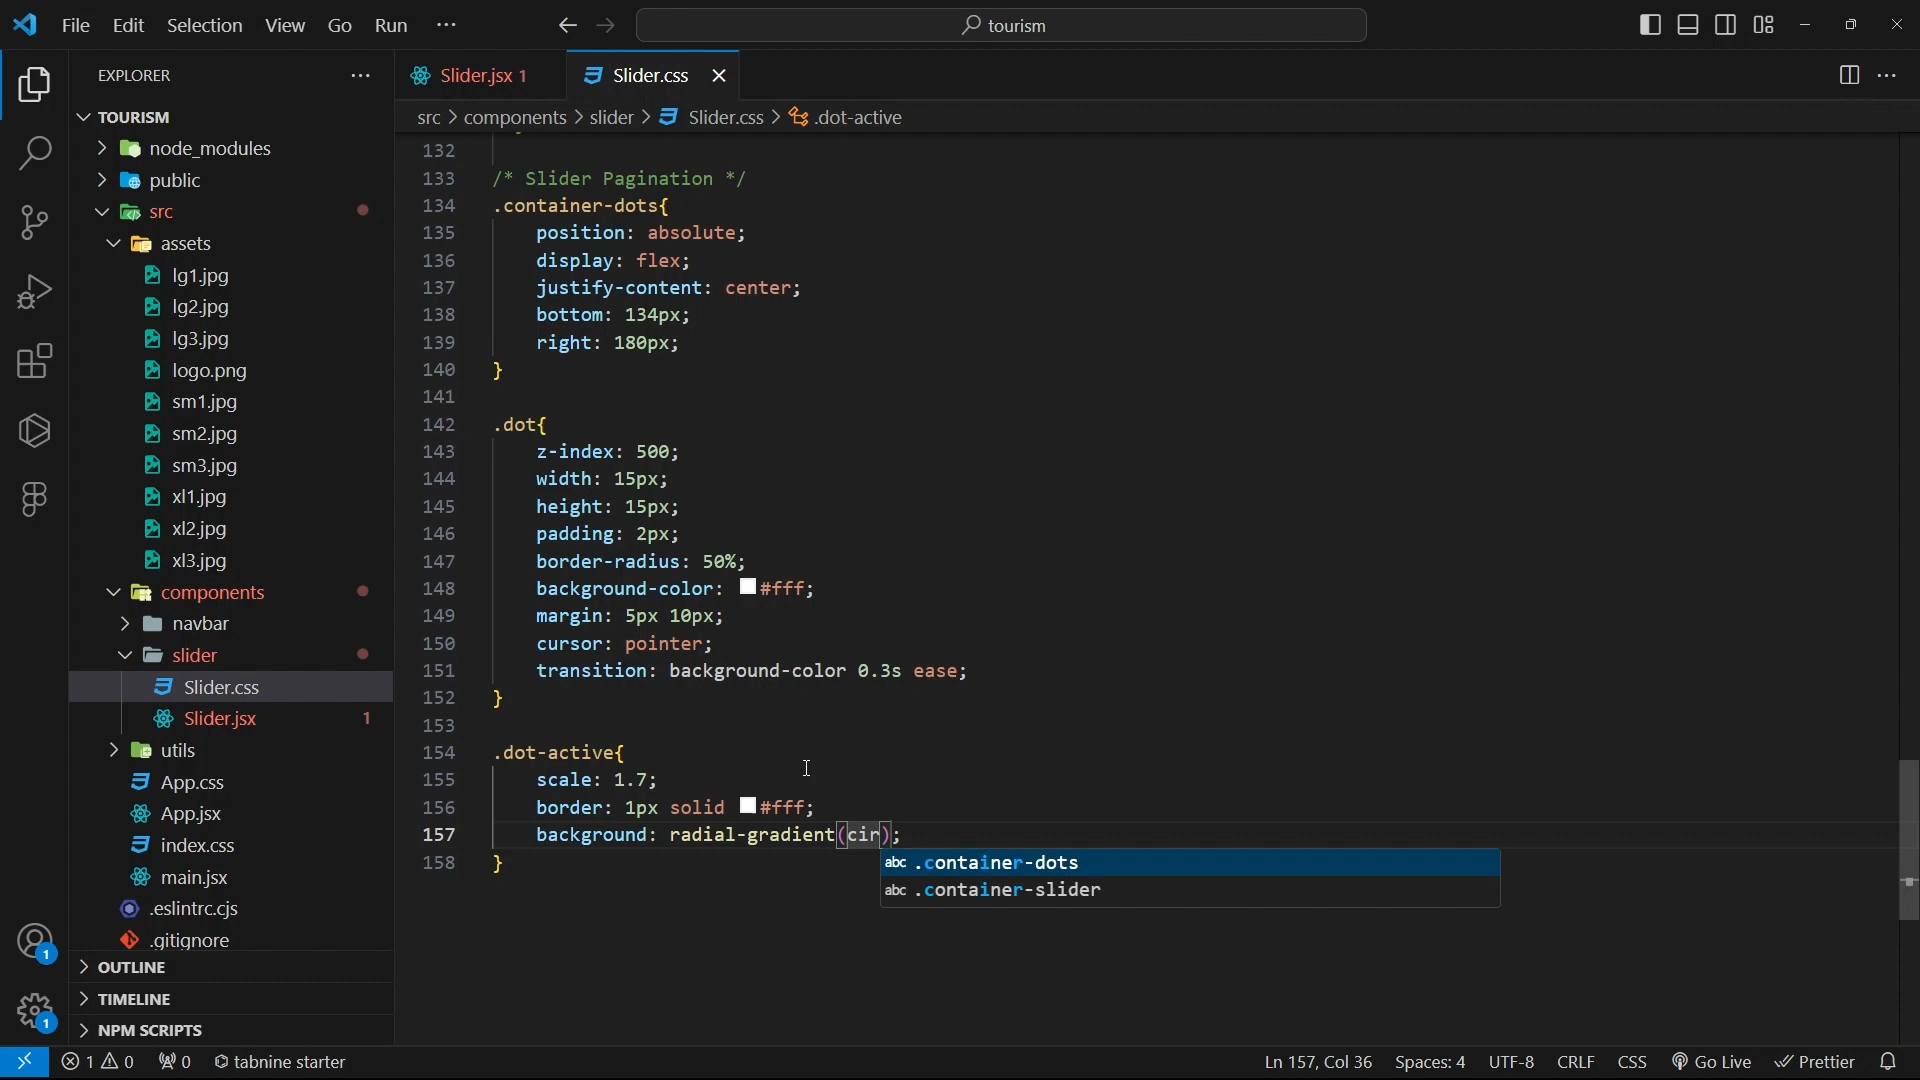 File Edit Selection View Go Run ···
tourism
EXPLORER
TOURISM
node_modules
public
src
assets
lg1.jpg
lg2.jpg
lg3.jpg
logo.png
sm1.jpg
sm2.jpg
sm3.jpg
xl1.jpg
xl2.jpg
xl3.jpg
components
navbar
slider
Slider.css
Slider.jsx 1
utils
App.css
App.jsx
index.css
main.jsx
.eslintrc.cjs
.gitignore
OUTLINE
TIMELINE
NPM SCRIPTS
1
1
Slider.jsx 1
Slider.css
src > components > slider > Slider.css > .dot-active
132
133 /* Slider Pagination */
134 .container-dots{
135 position: absolute;
136 display: flex;
137 justify-content: center;
138 bottom: 134px;
139 right: 180px;
140 }
141
142 .dot{
143 z-index: 500;
144 width: 15px;
145 height: 15px;
146 padding: 2px;
147 border-radius: 50%;
148 background-color: #fff;
149 margin: 5px 10px;
150 cursor: pointer;
151 transition: background-color 0.3s ease;
152 }
153
154 .dot-active{
155 scale: 1.7;
156 border: 1px solid #fff;
157 background: radial-gradient(cir);
158 }
abc .container-dots
abc .container-slider
1 0 0 tabnine starter
Ln 157, Col 36 Spaces: 4 UTF-8 CRLF CSS Go Live Prettier